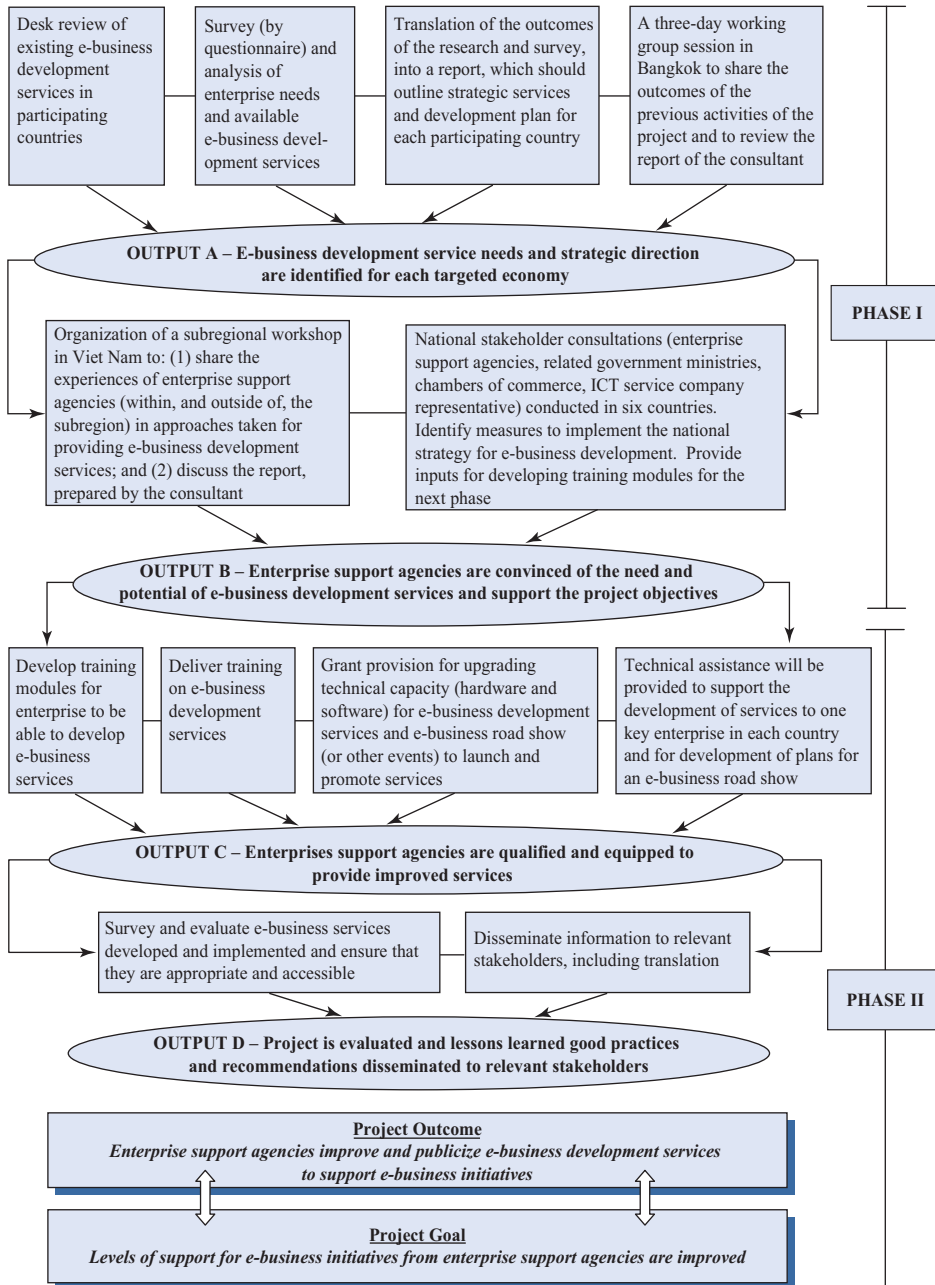 Desk review of
existing e-business
development
services in
participating
countries
Survey (by
questionnaire) and
analysis of
enterprise needs
and available
e-business devel-
opment services
Translation of the outcomes
of the research and survey,
into a report, which should
outline strategic services
and development plan for
each participating country
A three-day working
group session in
Bangkok to share the
outcomes of the
previous activities of the
project and to review the
report of the consultant
OUTPUT A – E-business development service needs and strategic direction
are identified for each targeted economy
PHASE I
Organization of a subregional workshop
in Viet Nam to: (1) share the
experiences of enterprise support
agencies (within, and outside of, the
subregion) in approaches taken for
providing e-business development
services; and (2) discuss the report,
prepared by the consultant
National stakeholder consultations (enterprise
support agencies, related government ministries,
chambers of commerce, ICT service company
representative) conducted in six countries.
Identify measures to implement the national
strategy for e-business development. Provide
inputs for developing training modules for the
next phase
OUTPUT B – Enterprise support agencies are convinced of the need and
potential of e-business development services and support the project objectives
Develop training
modules for
enterprise to be
able to develop
e-business
services
Deliver training
on e-business
development
services
Grant provision for upgrading
technical capacity (hardware and
software) for e-business development
services and e-business road show
(or other events) to launch and
promote services
Technical assistance will be
provided to support the
development of services to one
key enterprise in each country
and for development of plans for
an e-business road show
OUTPUT C – Enterprises support agencies are qualified and equipped to
provide improved services
Survey and evaluate e-business services
developed and implemented and ensure that
they are appropriate and accessible
Disseminate information to relevant
stakeholders, including translation
PHASE II
OUTPUT D – Project is evaluated and lessons learned good practices
and recommendations disseminated to relevant stakeholders
Project Outcome
Enterprise support agencies improve and publicize e-business development services
to support e-business initiatives
Project Goal
Levels of support for e-business initiatives from enterprise support agencies are improved